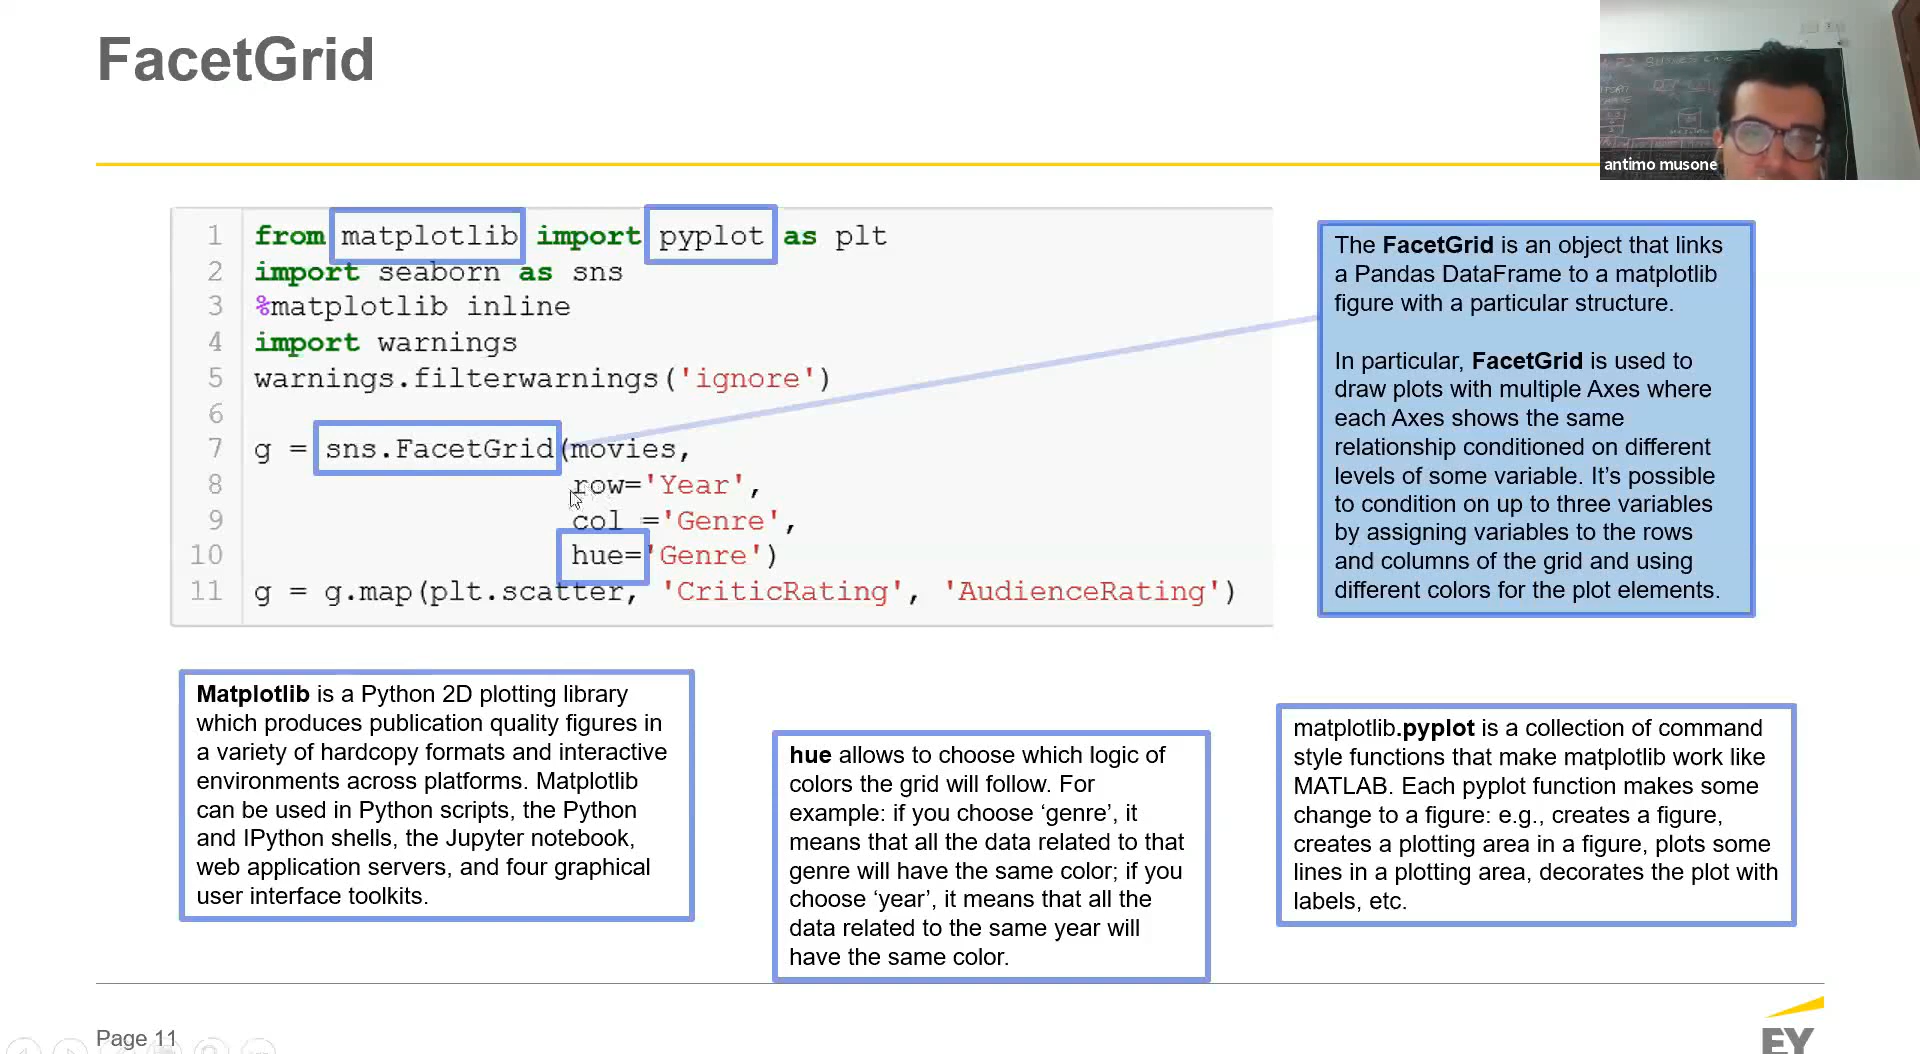 FacetGrid
antimo musone
1 from matplotlib import pyplot as plt
2 import seaborn as sns
3 %matplotlib inline
4 import warnings
5 warnings.filterwarnings('ignore')
6
7 g = sns.FacetGrid(movies,
8 row='Year',
9 col ='Genre',
10 hue='Genre')
11 g = g.map(plt.scatter, 'CriticRating', 'AudienceRating')
The FacetGrid is an object that links
a Pandas DataFrame to a matplotlib
figure with a particular structure.
In particular, FacetGrid is used to
draw plots with multiple Axes where
each Axes shows the same
relationship conditioned on different
levels of some variable. It’s possible
to condition on up to three variables
by assigning variables to the rows
and columns of the grid and using
different colors for the plot elements.
Matplotlib is a Python 2D plotting library
which produces publication quality figures in
a variety of hardcopy formats and interactive
environments across platforms. Matplotlib
can be used in Python scripts, the Python
and IPython shells, the Jupyter notebook,
web application servers, and four graphical
user interface toolkits.
hue allows to choose which logic of
colors the grid will follow. For
example: if you choose ‘genre’, it
means that all the data related to that
genre will have the same color; if you
choose ‘year’, it means that all the
data related to the same year will
have the same color.
matplotlib.pyplot is a collection of command
style functions that make matplotlib work like
MATLAB. Each pyplot function makes some
change to a figure: e.g., creates a figure,
creates a plotting area in a figure, plots some
lines in a plotting area, decorates the plot with
labels, etc.
Page 11
EY